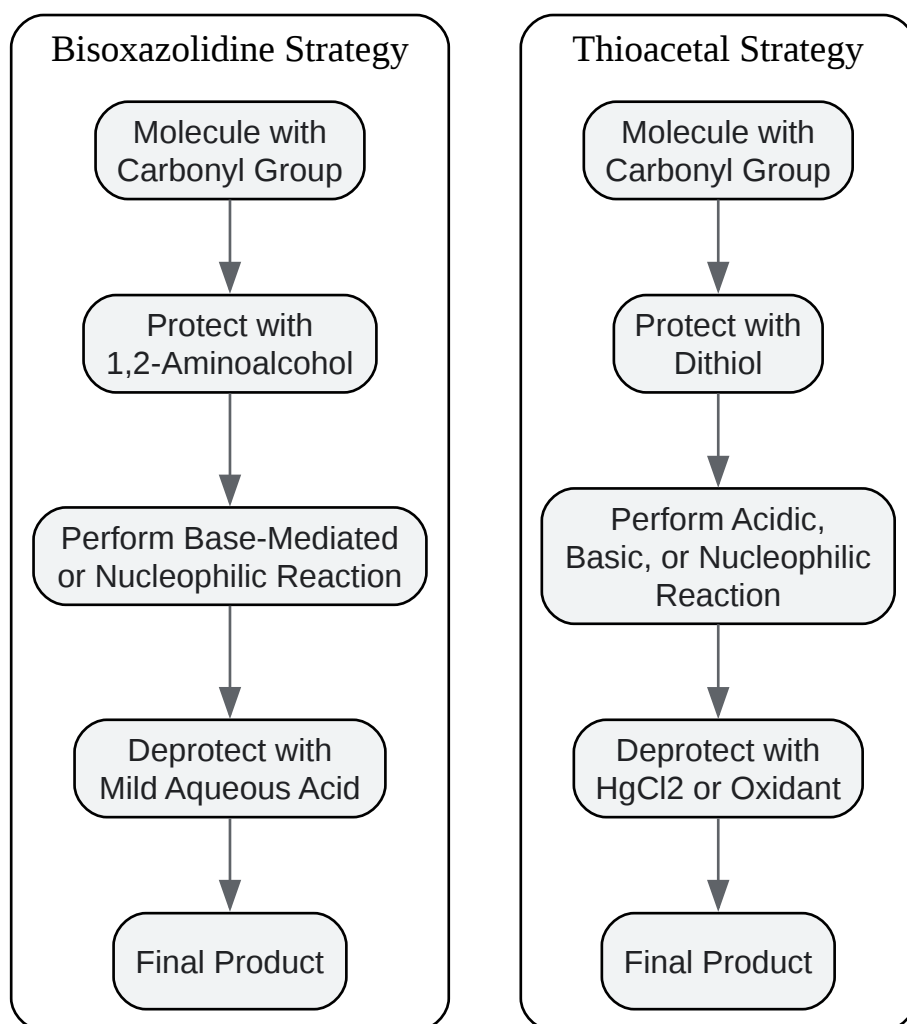 Bisoxazolidine Strategy
Molecule with
Carbonyl Group
Protect with
1,2-Aminoalcohol
Perform Base-Mediated
or Nucleophilic Reaction
Deprotect with
Mild Aqueous Acid
Final Product
Thioacetal Strategy
Molecule with
Carbonyl Group
Protect with
Dithiol
Perform Acidic,
Basic, or Nucleophilic
Reaction
Deprotect with
HgCl2 or Oxidant
Final Product